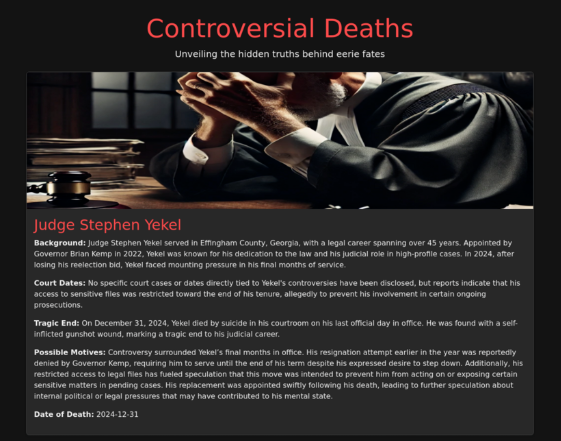 Controversial Deaths
Unveiling the hidden truths behind eerie fates
Judge Stephen Yekel
Background: Judge Stephen Yekel served in Effingham County, Georgia, with a legal career spanning over 45 years. Appointed by
Governor Brian Kemp in 2022, Yekel was known for his dedication to the law and his judicial role in high-profile cases. In 2024, after
losing his reelection bid, Yekel faced mounting pressure in his final months of service.
Court Dates: No specific court cases or dates directly tied to Yekel's controversies have been disclosed, but reports indicate that his
access to sensitive files was restricted toward the end of his tenure, allegedly to prevent his involvement in certain ongoing
prosecutions.
Tragic End: On December 31, 2024, Yekel died by suicide in his courtroom on his last official day in office. He was found with a self-
inflicted gunshot wound, marking a tragic end to his judicial career.
Possible Motives: Controversy surrounded Yekel's final months in office. His resignation attempt earlier in the year was reportedly
denied by Governor Kemp, requiring him to serve until the end of his term despite his expressed desire to step down. Additionally, his
restricted access to legal files has fueled speculation that this move was intended to prevent him from acting on or exposing certain
sensitive matters in pending cases. His replacement was appointed swiftly following his death, leading to further speculation about
internal political or legal pressures that may have contributed to his mental state.
Date of Death: 2024-12-31